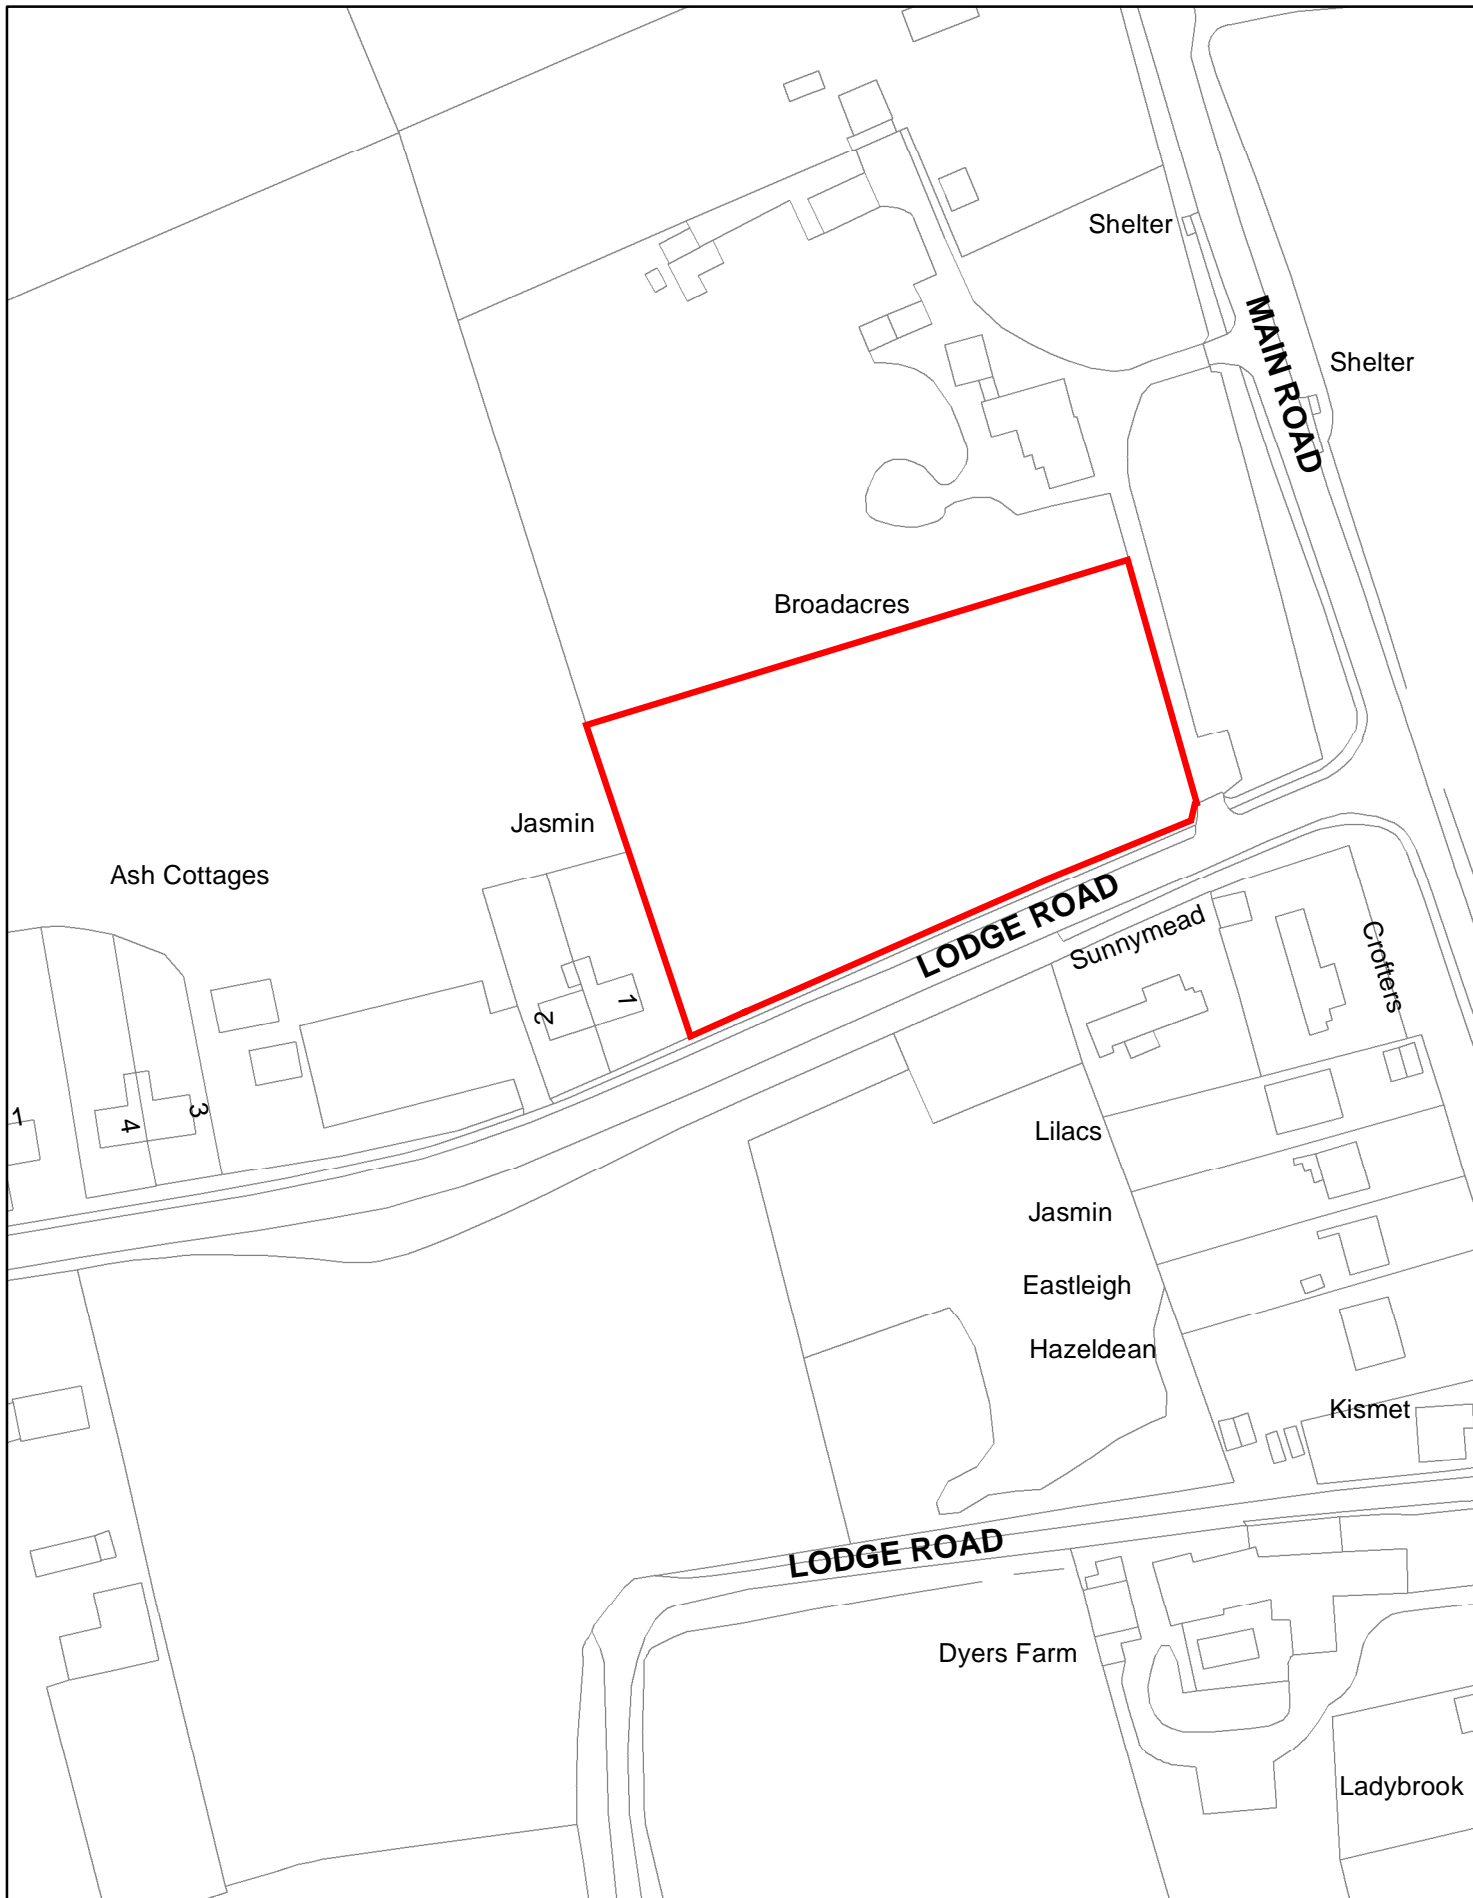 Shelter
MAIN ROAD
Shelter
Broadacres
Jasmin
Ash Cottages
LODGE ROAD
Sunnymead
Crofters
1
2
1
3
4
Lilacs
Jasmin
Eastleigh
Hazeldean
Kismet
LODGE ROAD
Dyers Farm
Ladybrook